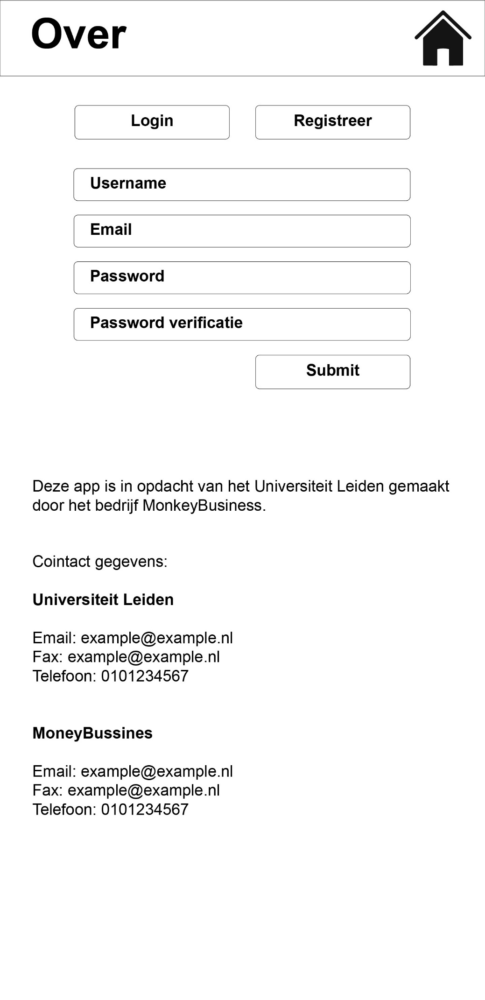 Over
Login
Registreer
Username
Email
Password
Password verificatie
Submit
Deze app is in opdacht van het Universiteit Leiden gemaakt
door het bedrijf MonkeyBusiness.
Cointact gegevens:
Universiteit Leiden
Email: example@example.nl
Fax: example@example.nl
Telefoon: 0101234567
MoneyBussines
Email: example@example.nl
Fax: example@example.nl
Telefoon: 0101234567